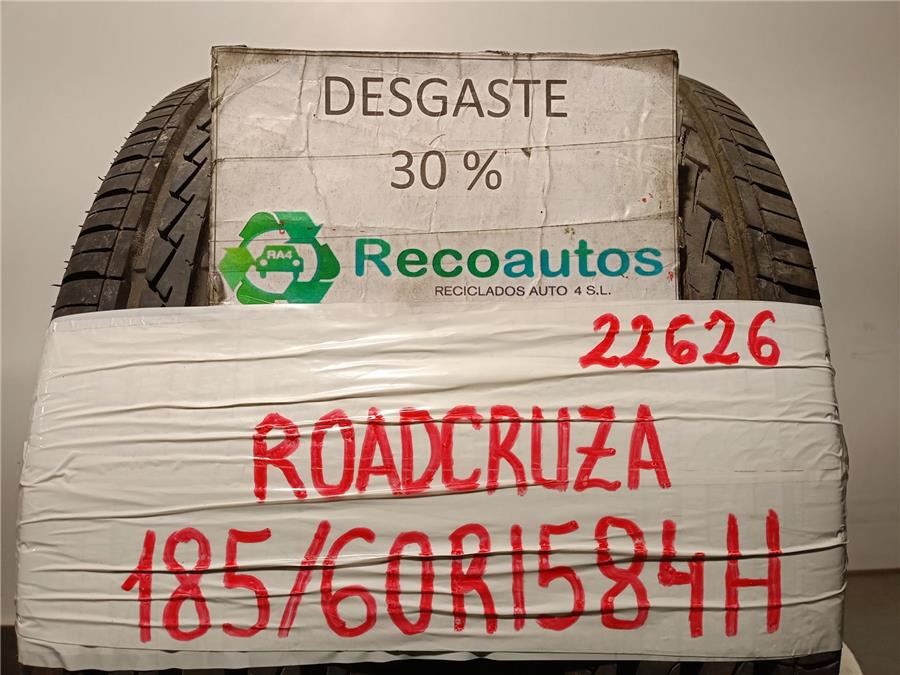 DESGASTE
30 %
RA4
Recoautos
RECICLADOS AUTO 4 S.L.
22626
ROADCRUZA
185/60R1584H